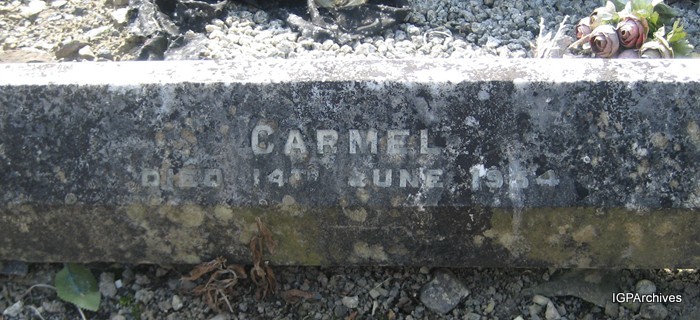 CARMEL
DIED 14TH JUNE 1954
IGPArchives